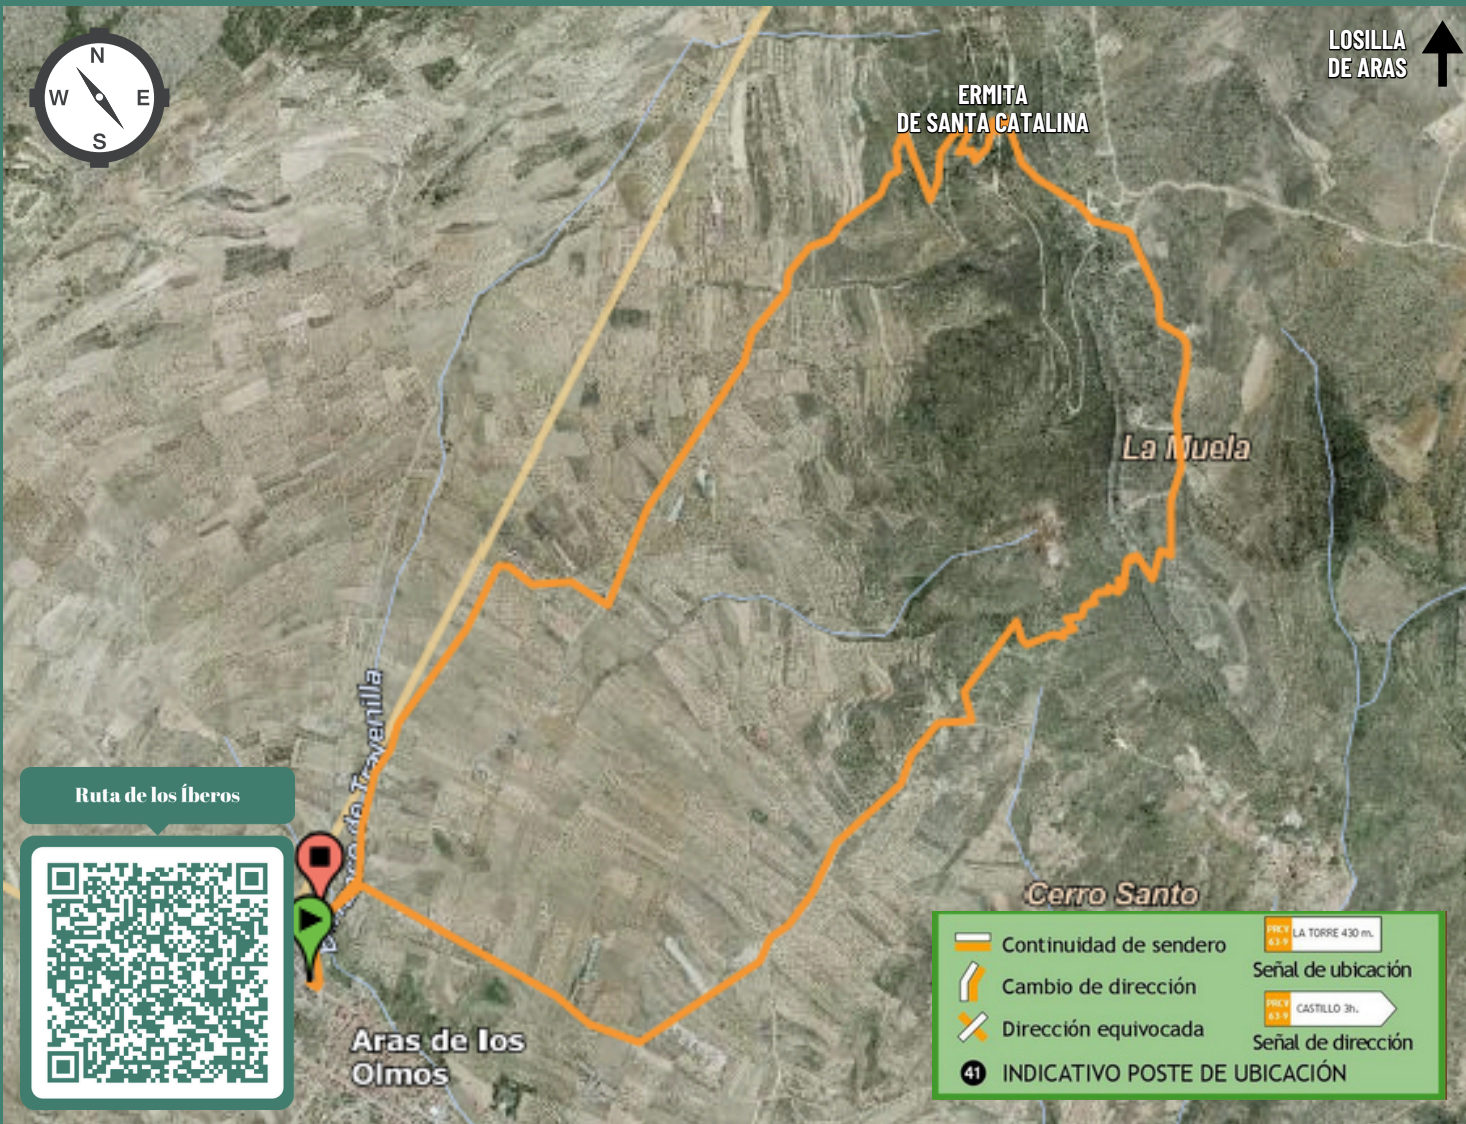 N
W E
S
LOSILLA
DE ARAS
ERMITA
DE SANTA CATALINA
La Muela
de Travenilla
Ruta de los Íberos
Cerro Santo
Aras de los
Olmos
Continuidad de sendero
Cambio de dirección
Dirección equivocada
41 INDICATIVO POSTE DE UBICACIÓN
PRCV
63-9
LA TORRE 430 m.
Señal de ubicación
PRCV
63-9
CASTILLO 3h.
Señal de dirección